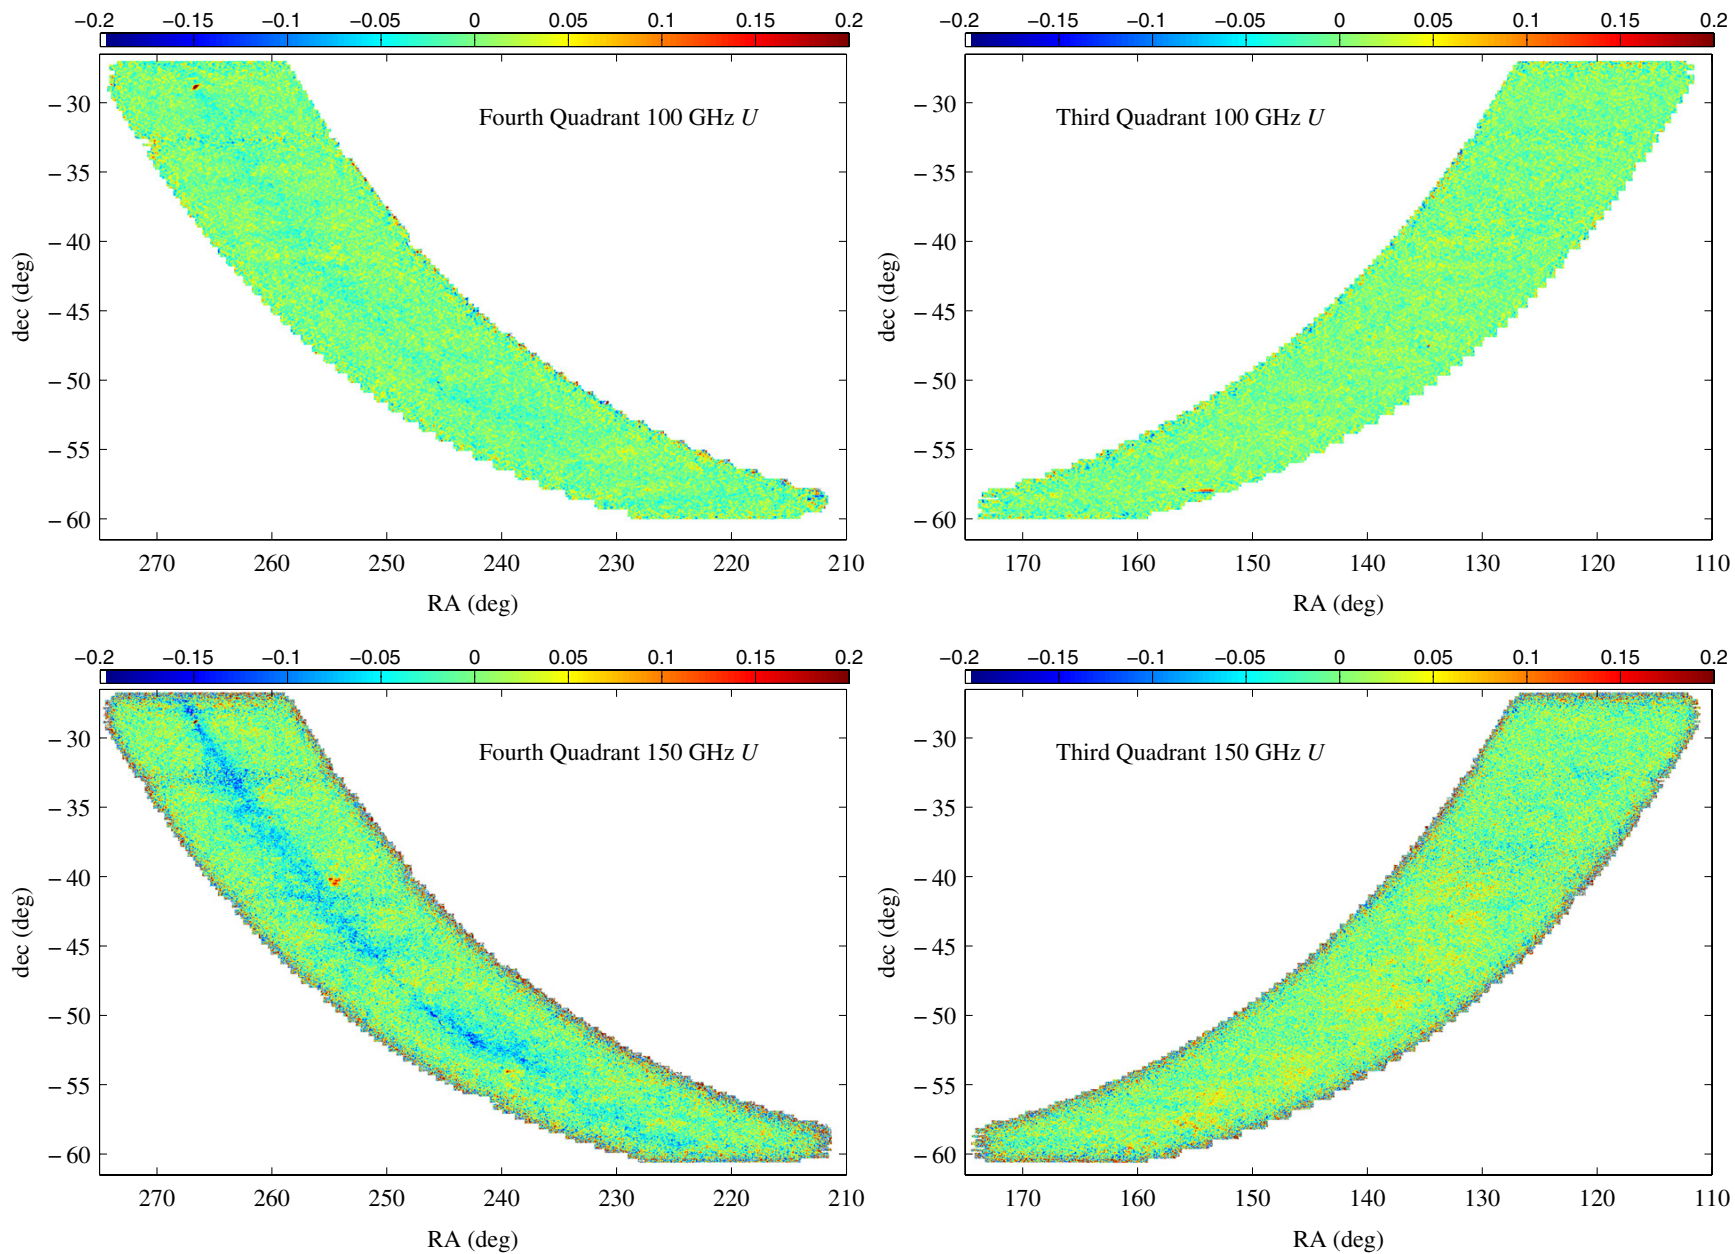 −0.2 −0.15 −0.1 −0.05 0 0.05 0.1 0.15 0.2
Fourth Quadrant 100 GHz U
−30
−35
−40
−45
−50
−55
−60
dec (deg)
270 260 250 240 230 220 210
RA (deg)
−0.2 −0.15 −0.1 −0.05 0 0.05 0.1 0.15 0.2
Third Quadrant 100 GHz U
−30
−35
−40
−45
−50
−55
−60
dec (deg)
170 160 150 140 130 120 110
RA (deg)
−0.2 −0.15 −0.1 −0.05 0 0.05 0.1 0.15 0.2
Fourth Quadrant 150 GHz U
−30
−35
−40
−45
−50
−55
−60
dec (deg)
270 260 250 240 230 220 210
RA (deg)
−0.2 −0.15 −0.1 −0.05 0 0.05 0.1 0.15 0.2
Third Quadrant 150 GHz U
−30
−35
−40
−45
−50
−55
−60
dec (deg)
170 160 150 140 130 120 110
RA (deg)